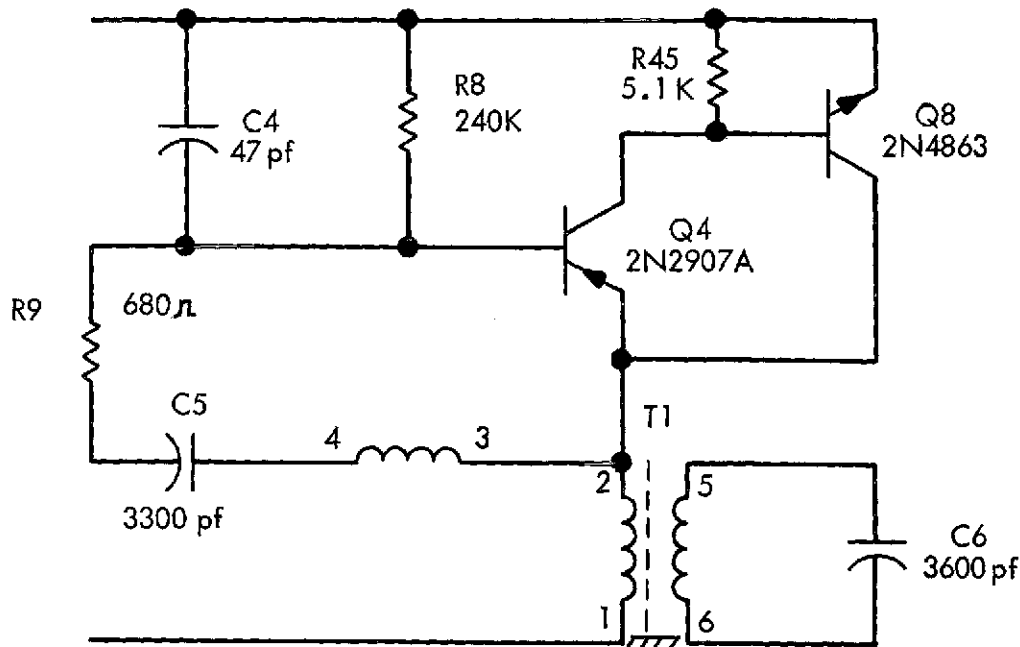 R45
5.1K
R8
240K
C4
47 pf
Q8
2N4863
Q4
2N2907A
R9
680Ω
C5
4
3
T1
2
5
3300 pf
C6
3600 pf
1
6